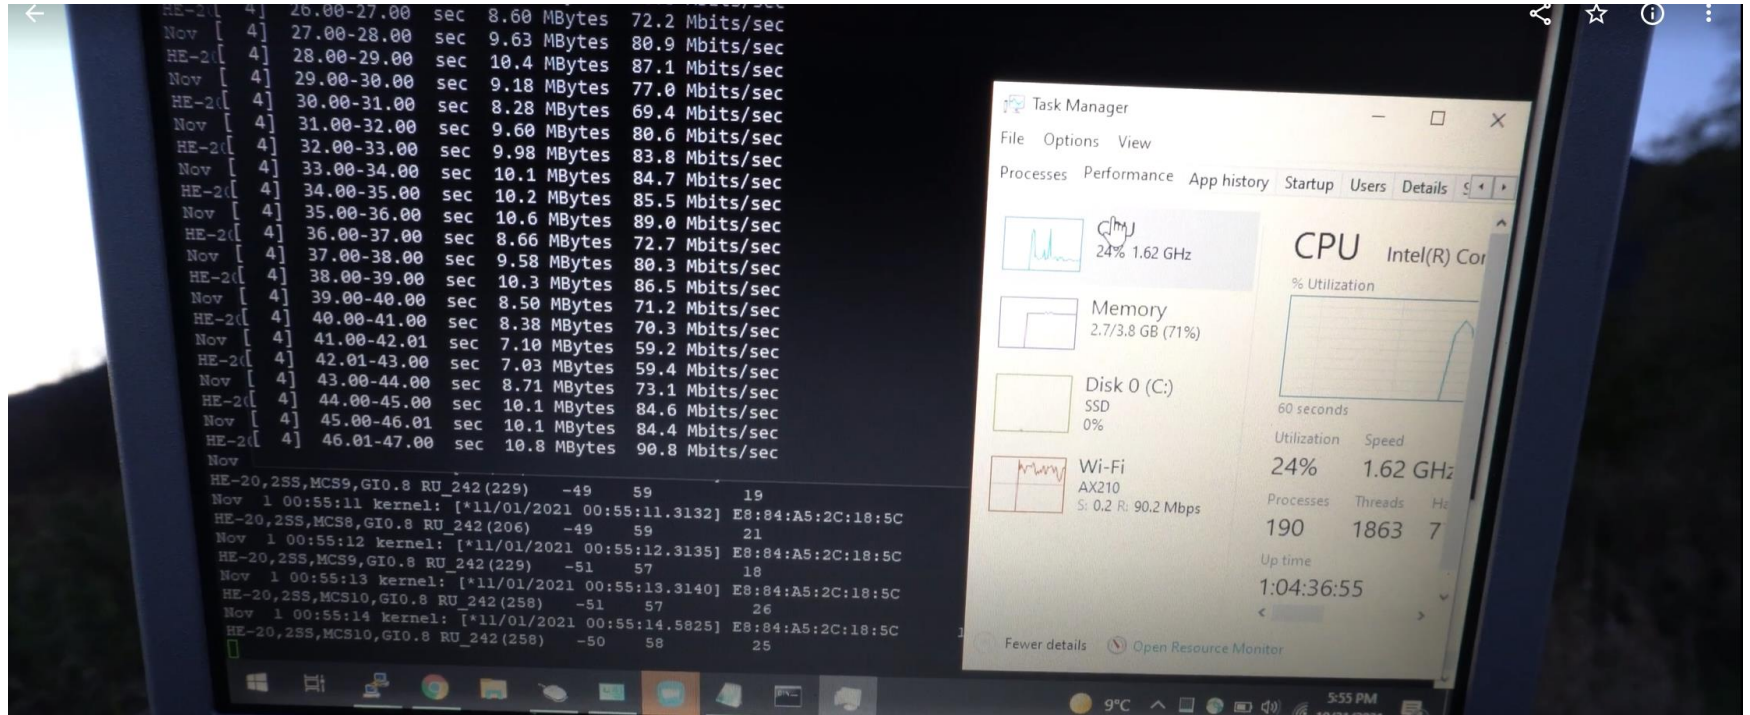 HE-2( 4] 26.00-27.00 sec 8.60 MBytes 72.2 Mbits/sec
Nov [ 4] 27.00-28.00 sec 9.63 MBytes 80.9 Mbits/sec
HE-2([ 4] 28.00-29.00 sec 10.4 MBytes 87.1 Mbits/sec
Nov [ 4] 29.00-30.00 sec 9.18 MBytes 77.0 Mbits/sec
HE-2([ 4] 30.00-31.00 sec 8.28 MBytes 69.4 Mbits/sec
Nov [ 4] 31.00-32.00 sec 9.60 MBytes 80.6 Mbits/sec
HE-2([ 4] 32.00-33.00 sec 9.98 MBytes 83.8 Mbits/sec
Nov [ 4] 33.00-34.00 sec 10.1 MBytes 84.7 Mbits/sec
HE-2([ 4] 34.00-35.00 sec 10.2 MBytes 85.5 Mbits/sec
Nov [ 4] 35.00-36.00 sec 10.6 MBytes 89.0 Mbits/sec
HE-2([ 4] 36.00-37.00 sec 8.66 MBytes 72.7 Mbits/sec
Nov [ 4] 37.00-38.00 sec 9.58 MBytes 80.3 Mbits/sec
HE-2([ 4] 38.00-39.00 sec 10.3 MBytes 86.5 Mbits/sec
Nov [ 4] 39.00-40.00 sec 8.50 MBytes 71.2 Mbits/sec
HE-2([ 4] 40.00-41.00 sec 8.38 MBytes 70.3 Mbits/sec
Nov [ 4] 41.00-42.01 sec 7.10 MBytes 59.2 Mbits/sec
HE-2([ 4] 42.01-43.00 sec 7.03 MBytes 59.4 Mbits/sec
Nov [ 4] 43.00-44.00 sec 8.71 MBytes 73.1 Mbits/sec
HE-2([ 4] 44.00-45.00 sec 10.1 MBytes 84.6 Mbits/sec
Nov [ 4] 45.00-46.01 sec 10.1 MBytes 84.4 Mbits/sec
HE-2([ 4] 46.01-47.00 sec 10.8 MBytes 90.8 Mbits/sec
Nov
HE-20,2SS,MCS9,GI0.8 RU_242(229) -49 59 19
Nov 1 00:55:11 kernel: [*11/01/2021 00:55:11.3132] E8:84:A5:2C:18:5C
HE-20,2SS,MCS8,GI0.8 RU_242(206) -49 59 21
Nov 1 00:55:12 kernel: [*11/01/2021 00:55:12.3135] E8:84:A5:2C:18:5C
HE-20,2SS,MCS9,GI0.8 RU_242(229) -51 57 18
Nov 1 00:55:13 kernel: [*11/01/2021 00:55:13.3140] E8:84:A5:2C:18:5C
HE-20,2SS,MCS10,GI0.8 RU_242(258) -51 57 26
Nov 1 00:55:14 kernel: [*11/01/2021 00:55:14.5825] E8:84:A5:2C:18:5C 1
HE-20,2SS,MCS10,GI0.8 RU_242(258) -50 58 25
Task Manager
File Options View
Processes Performance App history Startup Users Details
CPU
24% 1.62 GHz
Memory
2.7/3.8 GB (71%)
Disk 0 (C:)
SSD
0%
Wi-Fi
AX210
S: 0.2 R: 90.2 Mbps
CPU Intel(R) Cor
% Utilization
60 seconds
Utilization Speed
24% 1.62 GHz
Processes Threads Ha
190 1863 7
Up time
1:04:36:55
Fewer details Open Resource Monitor
9°C
5:55 PM